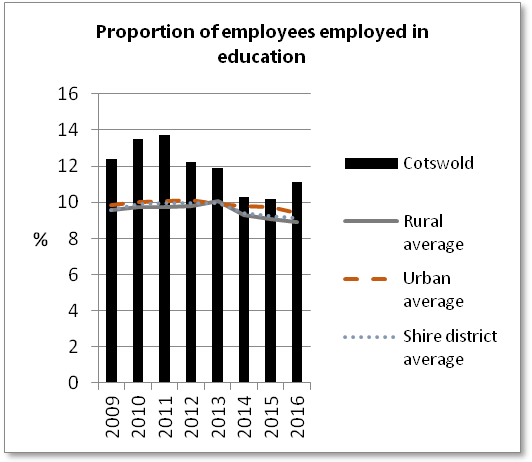 Proportion of employees employed in
education
16
14
12
10
8
6
4
2
0
%
2009
2010
2011
2012
2013
2014
2015
2016
Cotswold
Rural
average
Urban
average
Shire district
average